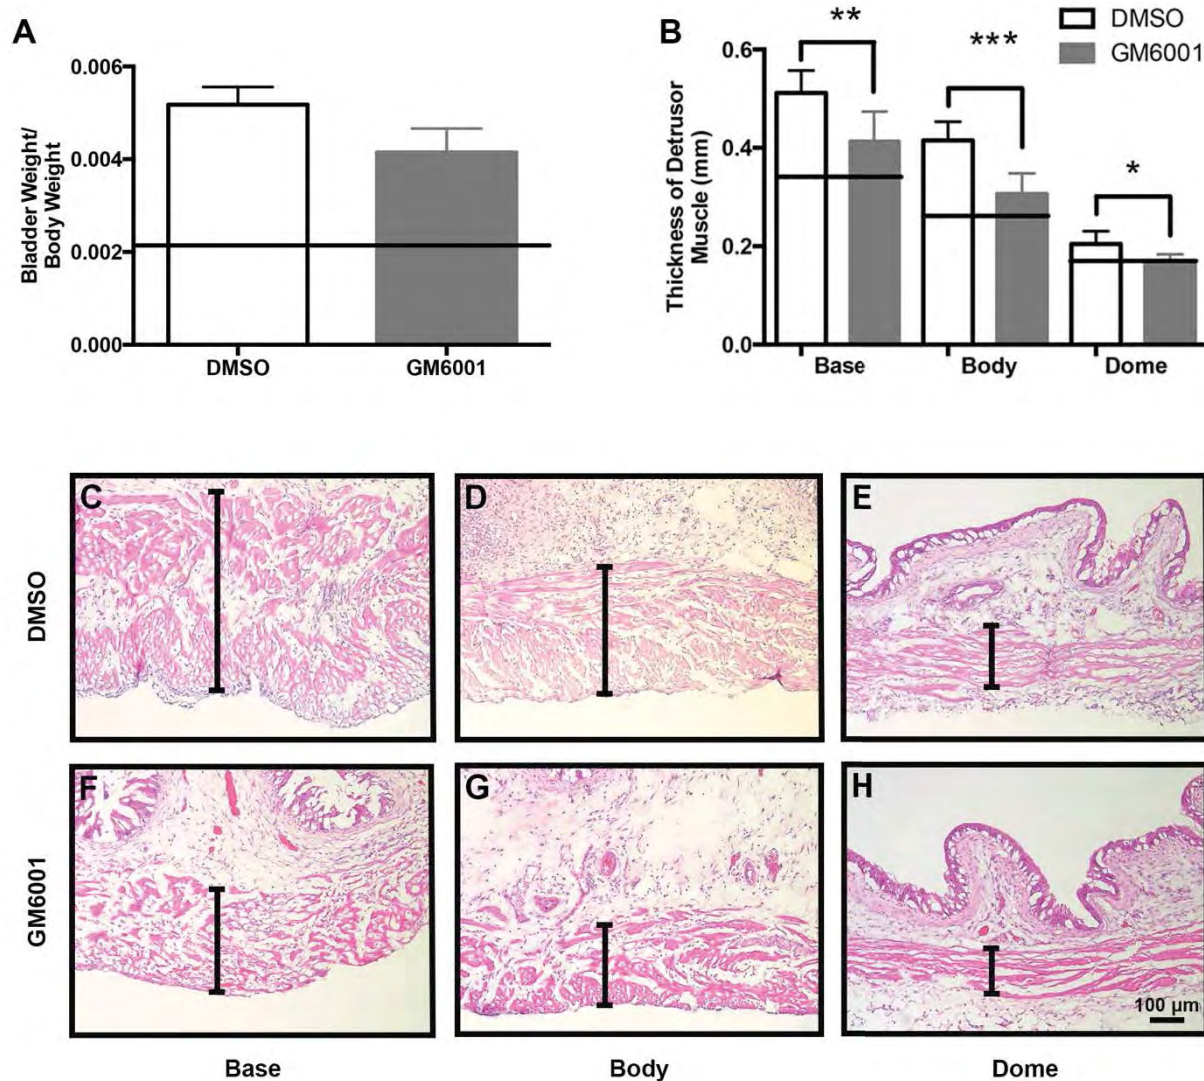 A
Bladder Weight/
Body Weight
0.006
0.004
0.002
0.000
DMSO
GM6001
B
DMSO
GM6001
Thickness of Detrusor
Muscle (mm)
0.6
0.4
0.2
0.0
**
***
*
Base
Body
Dome
DMSO
C
D
E
GM6001
F
G
H
100 µm
Base
Body
Dome